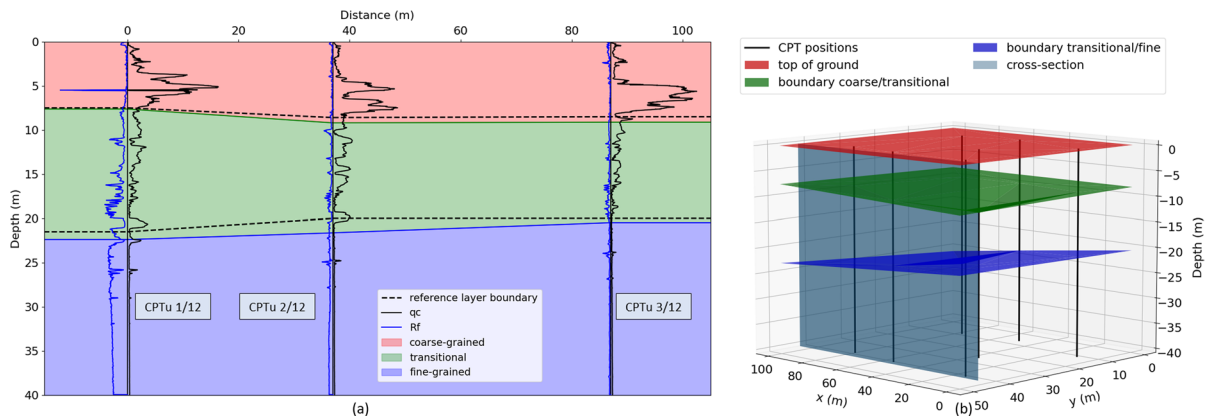 Distance (m)
0 20 40 60 80 100
Depth (m)
0
5
10
15
20
25
30
35
40
CPTu 1/12
CPTu 2/12
CPTu 3/12
reference layer boundary
qc
Rf
coarse-grained
transitional
fine-grained
(a)
CPT positions
top of ground
boundary coarse/transitional
boundary transitional/fine
cross-section
0
−5
−10
−15
−20
−25
−30
−35
−40
Depth (m)
100 80 60 40 20 0
x (m)
50 40 30 20 10 0
y (m)
(b)